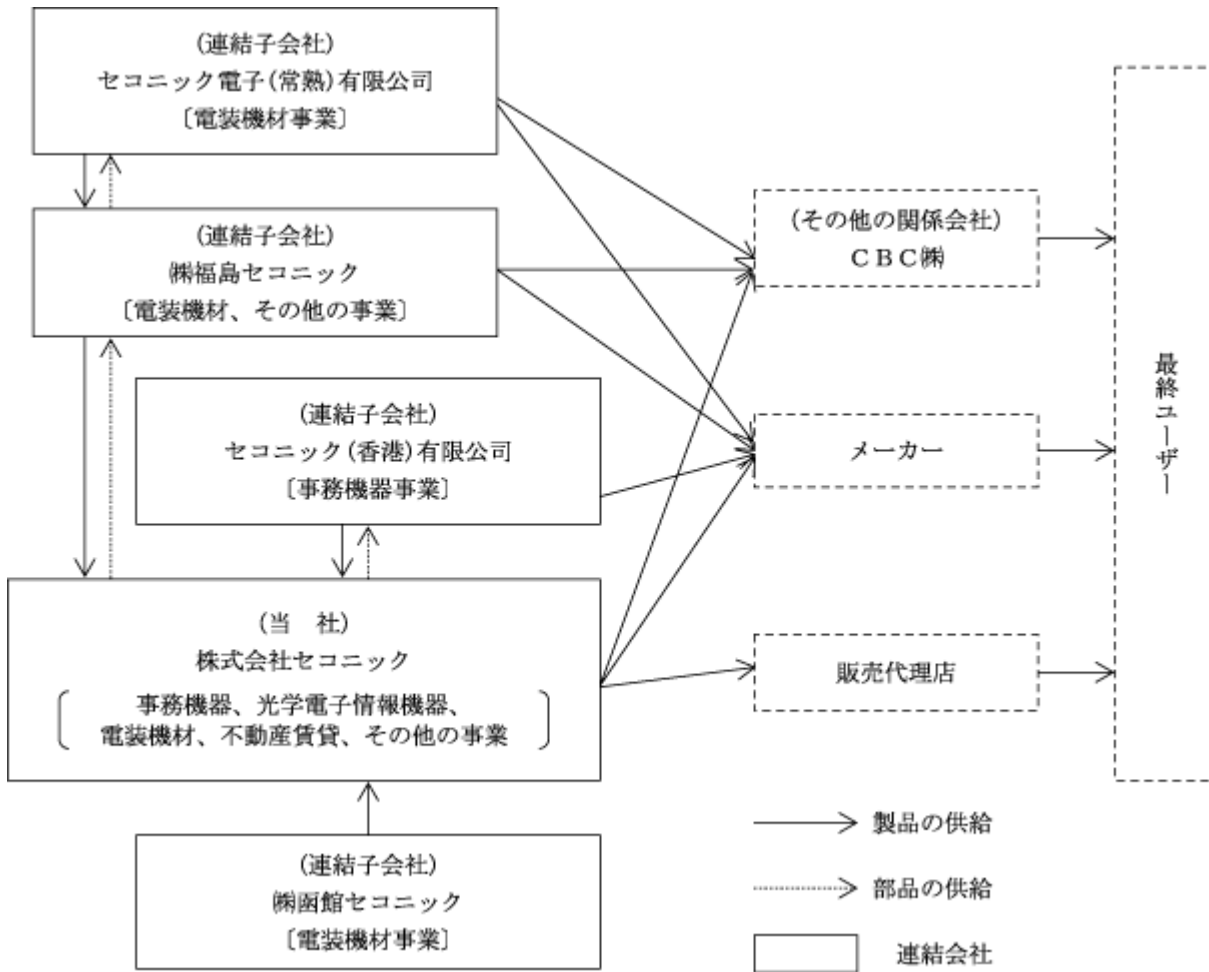 (連結子会社)
セコニック電子(常熟)有限公司
〔電装機材事業〕
(連結子会社)
㈱福島セコニック
〔電装機材、その他の事業〕
(連結子会社)
セコニック(香港)有限公司
〔事務機器事業〕
(当　社)
株式会社セコニック
事務機器、光学電子情報機器、
電装機材、不動産賃貸、その他の事業
(連結子会社)
㈱函館セコニック
〔電装機材事業〕
(その他の関係会社)
ＣＢＣ㈱
メーカー
販売代理店
最終ユーザー
製品の供給
部品の供給
連結会社